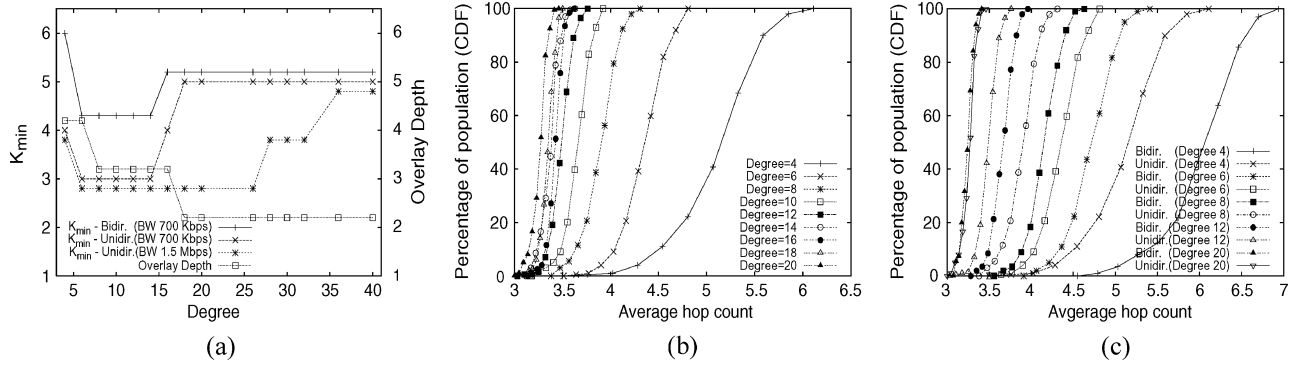 6
5
4
3
2
1
K min
6
5
4
3
2
1
Overlay Depth
K min - Bidir. (BW 700 Kbps)
K min - Unidir.(BW 700 Kbps)
K min - Unidir.(BW 1.5 Mbps)
Overlay Depth
5 10 15 20 25 30 35 40
Degree
(a)
Percentage of population (CDF)
100
80
60
40
20
0
Degree=4
Degree=6
Degree=8
Degree=10
Degree=12
Degree=14
Degree=16
Degree=18
Degree=20
3 3.5 4 4.5 5 5.5 6 6.5
Average hop count
(b)
Percentage of population (CDF)
100
80
60
40
20
0
Bidir. (Degree 4)
Unidir. (Degree 4)
Bidir. (Degree 6)
Unidir. (Degree 6)
Bidir. (Degree 8)
Unidir. (Degree 8)
Bidir. (Degree 12)
Unidir. (Degree 12)
Bidir. (Degree 20)
Unidir.(Degree 20)
3 3.5 4 4.5 5 5.5 6 6.5 7
Avgerage hop count
(c)